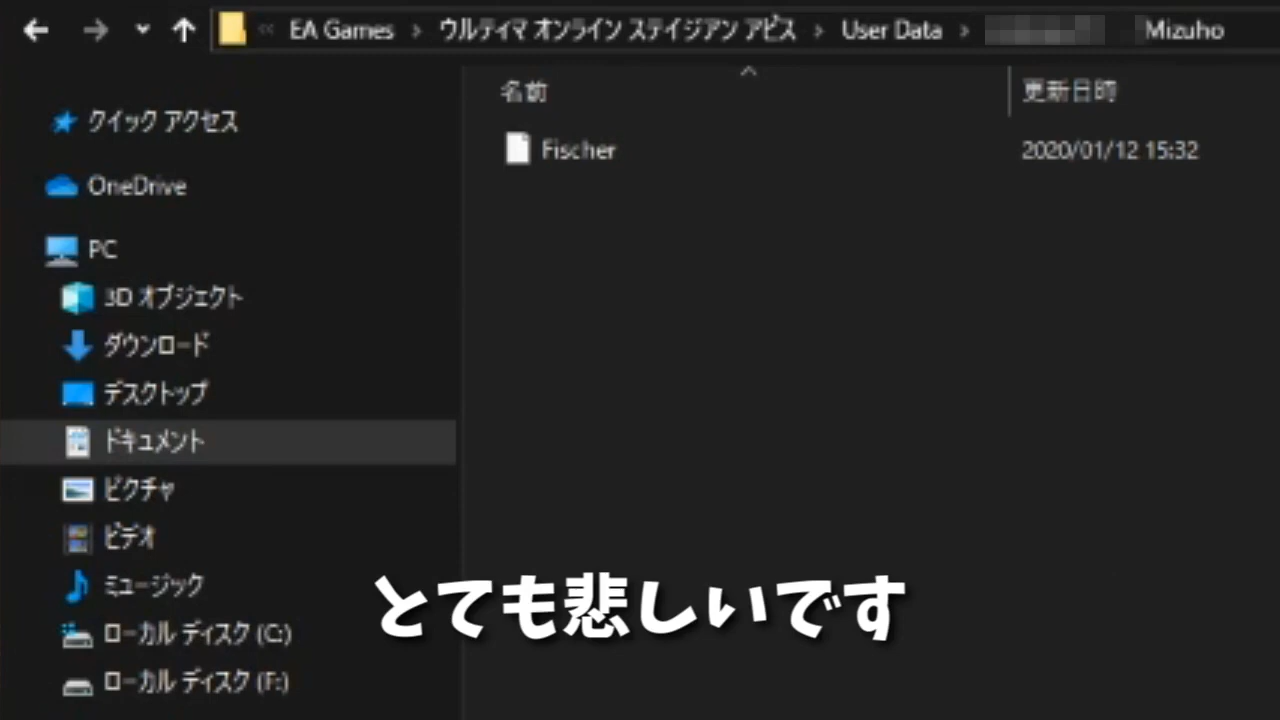 « EA Games › ウルティマ オンライン ステイジアン アビス › User Data › Mizuho
名前 更新日時
Fischer 2020/01/12 15:32
クイック アクセス
OneDrive
PC
3D オブジェクト
ダウンロード
デスクトップ
ドキュメント
ピクチャ
ビデオ
ミュージック
ローカル ディスク (C:)
ローカル ディスク (F:)
とても悲しいです